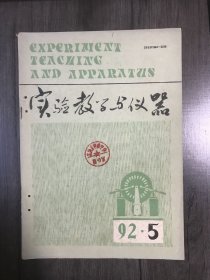 EXPERIMENT
TEACHING
AND APPARATUS
实验教学与仪器
92·5